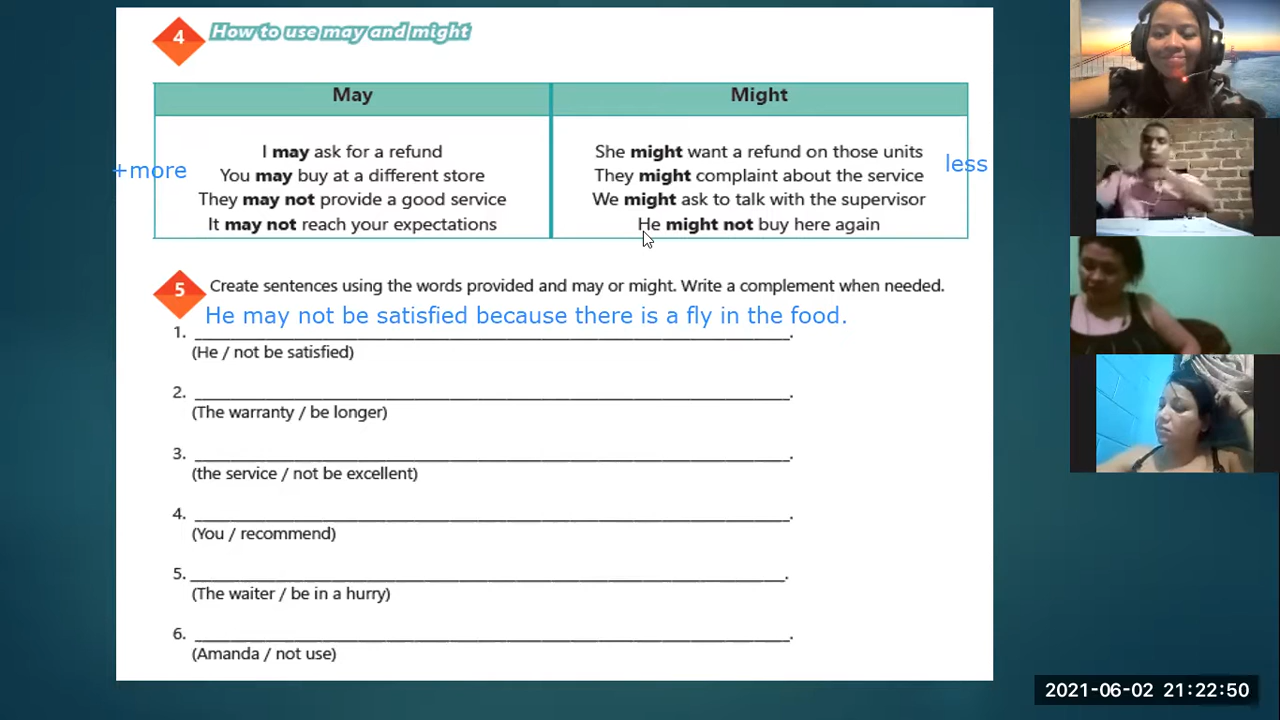 4 How to use may and might
May Might
I may ask for a refund She might want a refund on those units
+more You may buy at a different store They might complaint about the service less
They may not provide a good service We might ask to talk with the supervisor
It may not reach your expectations He might not buy here again
5 Create sentences using the words provided and may or might. Write a complement when needed.
He may not be satisfied because there is a fly in the food.
1. ______________________.
(He / not be satisfied)
2. ______________________.
(The warranty / be longer)
3. ______________________.
(the service / not be excellent)
4. ______________________.
(You / recommend)
5. ______________________.
(The waiter / be in a hurry)
6. ______________________.
(Amanda / not use)
2021-06-02 21:22:50